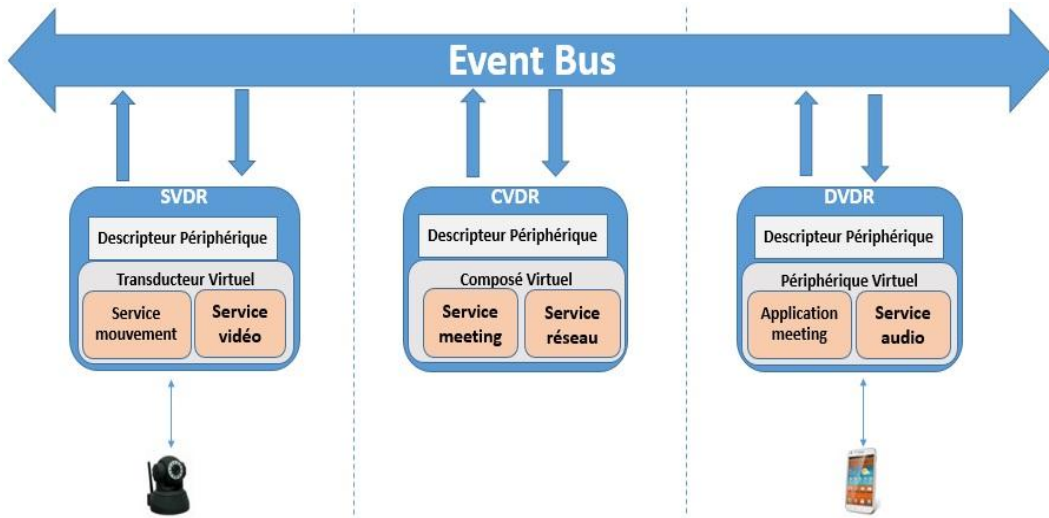 Event Bus
SVDR
Descripteur Périphérique
Transducteur Virtuel
Service
mouvement
Service
vidéo
CVDR
Descripteur Périphérique
Composé Virtuel
Service
meeting
Service
réseau
DVDR
Descripteur Périphérique
Périphérique Virtuel
Application
meeting
Service
audio